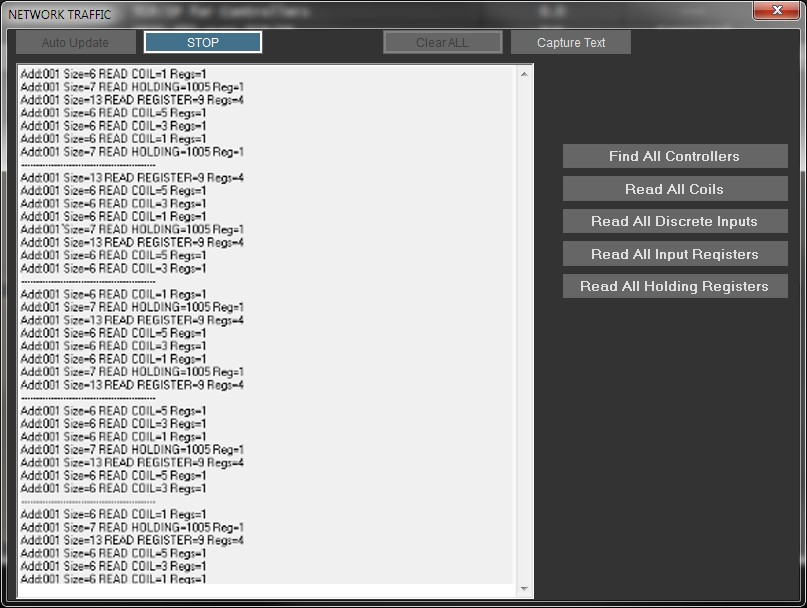 NETWORK TRAFFIC
Auto Update
STOP
Clear ALL
Capture Text
Add:001 Size=6 READ COIL=1 Regs=1
Add:001 Size=7 READ HOLDING=1005 Reg=1
Add:001 Size=13 READ REGISTER=9 Regs=4
Add:001 Size=6 READ COIL=5 Regs=1
Add:001 Size=6 READ COIL=3 Regs=1
Add:001 Size=6 READ COIL=1 Regs=1
Add:001 Size=7 READ HOLDING=1005 Reg=1
--------------------------------------------
Add:001 Size=13 READ REGISTER=9 Regs=4
Add:001 Size=6 READ COIL=5 Regs=1
Add:001 Size=6 READ COIL=3 Regs=1
Add:001 Size=6 READ COIL=1 Regs=1
Add:001 Size=7 READ HOLDING=1005 Reg=1
Add:001 Size=13 READ REGISTER=9 Regs=4
Add:001 Size=6 READ COIL=5 Regs=1
Add:001 Size=6 READ COIL=3 Regs=1
--------------------------------------------
Add:001 Size=6 READ COIL=1 Regs=1
Add:001 Size=7 READ HOLDING=1005 Reg=1
Add:001 Size=13 READ REGISTER=9 Regs=4
Add:001 Size=6 READ COIL=5 Regs=1
Add:001 Size=6 READ COIL=3 Regs=1
Add:001 Size=6 READ COIL=1 Regs=1
Add:001 Size=7 READ HOLDING=1005 Reg=1
Add:001 Size=13 READ REGISTER=9 Regs=4
--------------------------------------------
Add:001 Size=6 READ COIL=5 Regs=1
Add:001 Size=6 READ COIL=3 Regs=1
Add:001 Size=6 READ COIL=1 Regs=1
Add:001 Size=7 READ HOLDING=1005 Reg=1
Add:001 Size=13 READ REGISTER=9 Regs=4
Add:001 Size=6 READ COIL=5 Regs=1
Add:001 Size=6 READ COIL=3 Regs=1
--------------------------------------------
Add:001 Size=6 READ COIL=1 Regs=1
Add:001 Size=7 READ HOLDING=1005 Reg=1
Add:001 Size=13 READ REGISTER=9 Regs=4
Add:001 Size=6 READ COIL=5 Regs=1
Add:001 Size=6 READ COIL=3 Regs=1
Add:001 Size=6 READ COIL=1 Regs=1
Find All Controllers
Read All Coils
Read All Discrete Inputs
Read All Input Registers
Read All Holding Registers